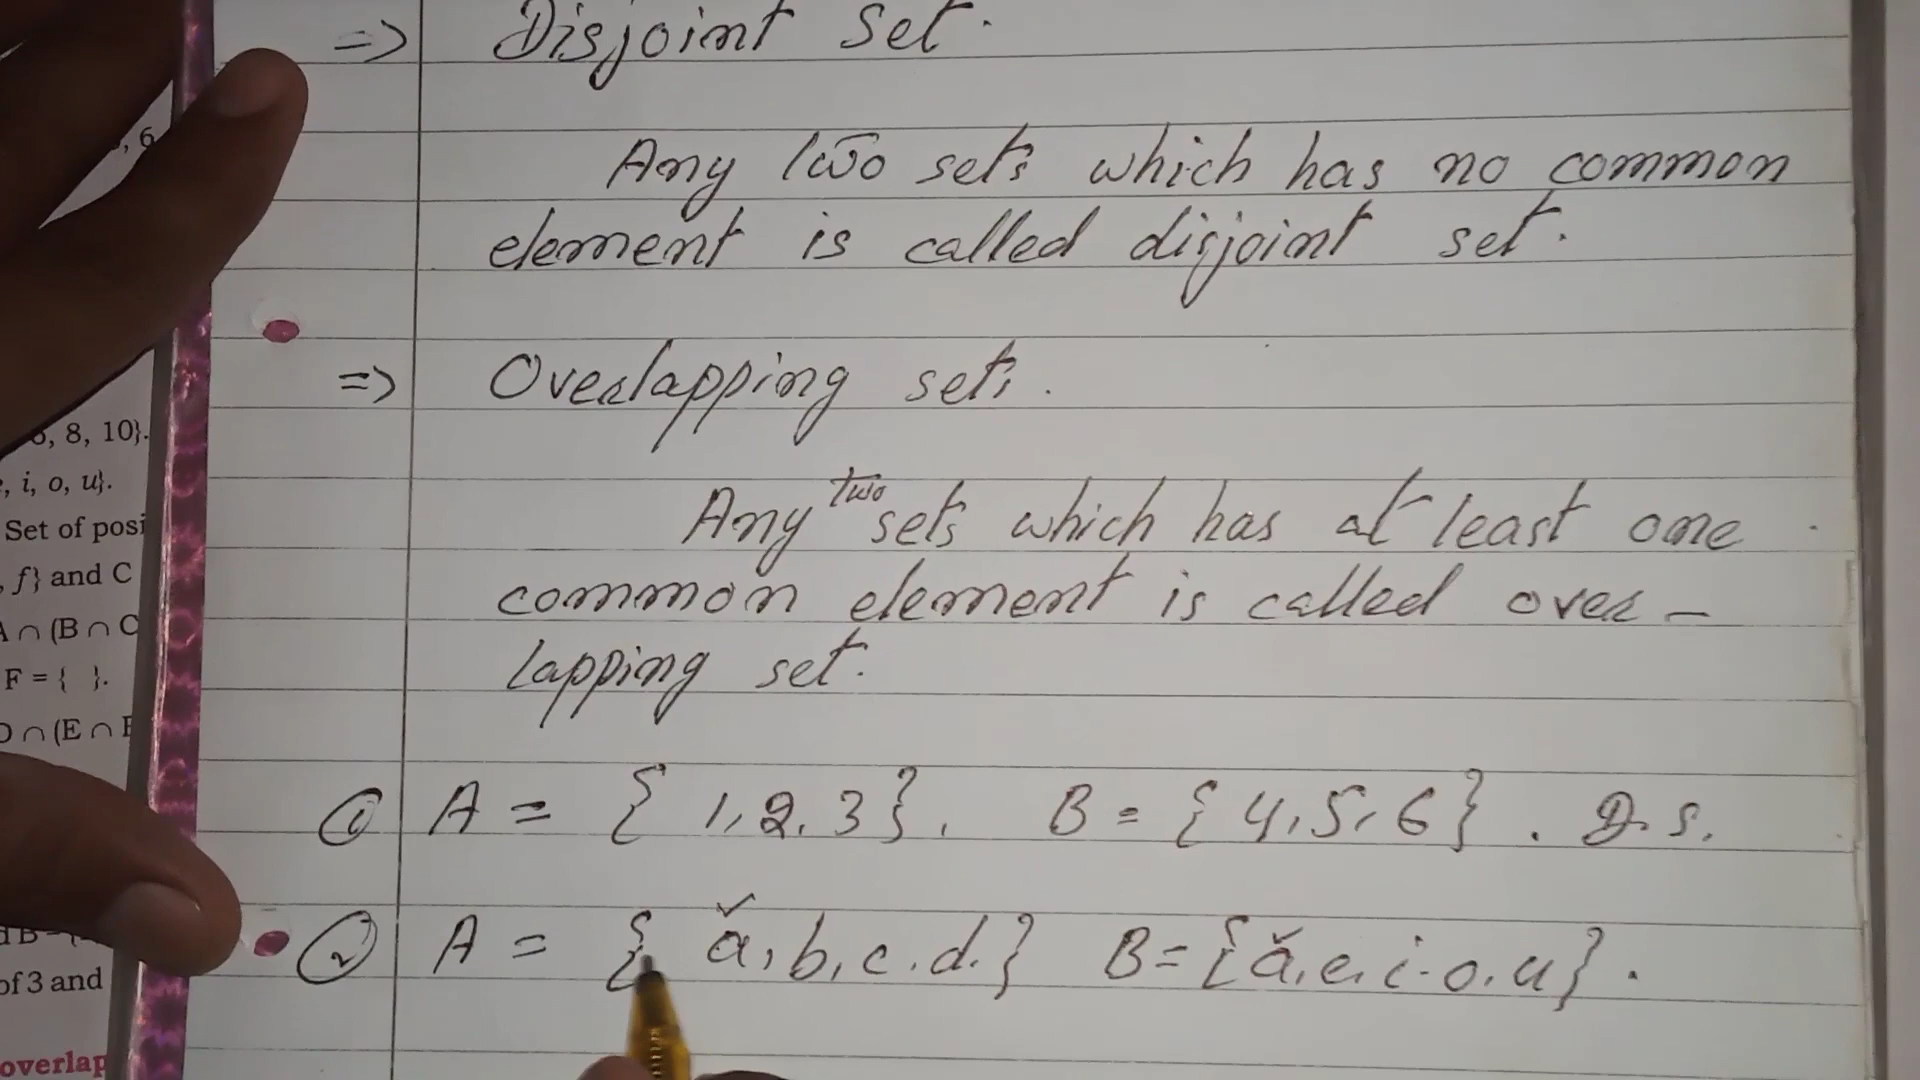 , 6
8, 10}.
, i, o, u}.
Set of posi
, f} and C
A ∩ (B ∩ C
F = { }.
D ∩ (E ∩ F
of 3 and
overlap
=> Disjoint set.
Any two sets which has no common
element is called disjoint set.
=> Overlapping sets.
Any two sets which has at least one
common element is called over -
lapping set.
① A = { 1, 2, 3 }, B = { 4, 5, 6 } . D. s.
② A = { a, b, c, d. } B = { a, e, i, o, u } .